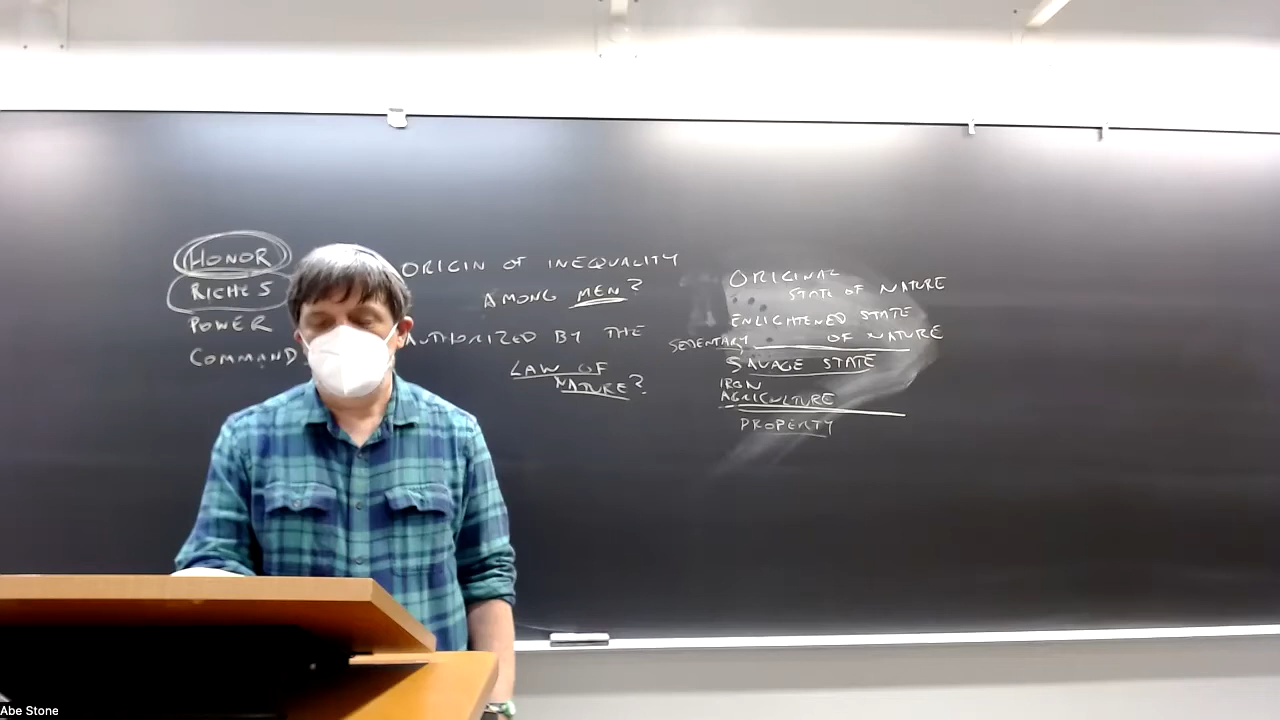 HONOR
RICHES
POWER
COMMAND
ORIGIN OF INEQUALITY
AMONG MEN?
AUTHORIZED BY THE
LAW OF
NATURE?
ORIGINAL
STATE OF NATURE
ENLIGHTENED STATE
OF NATURE
SEDENTARY
SAVAGE STATE
IRON
AGRICULTURE
PROPERTY
Abe Stone